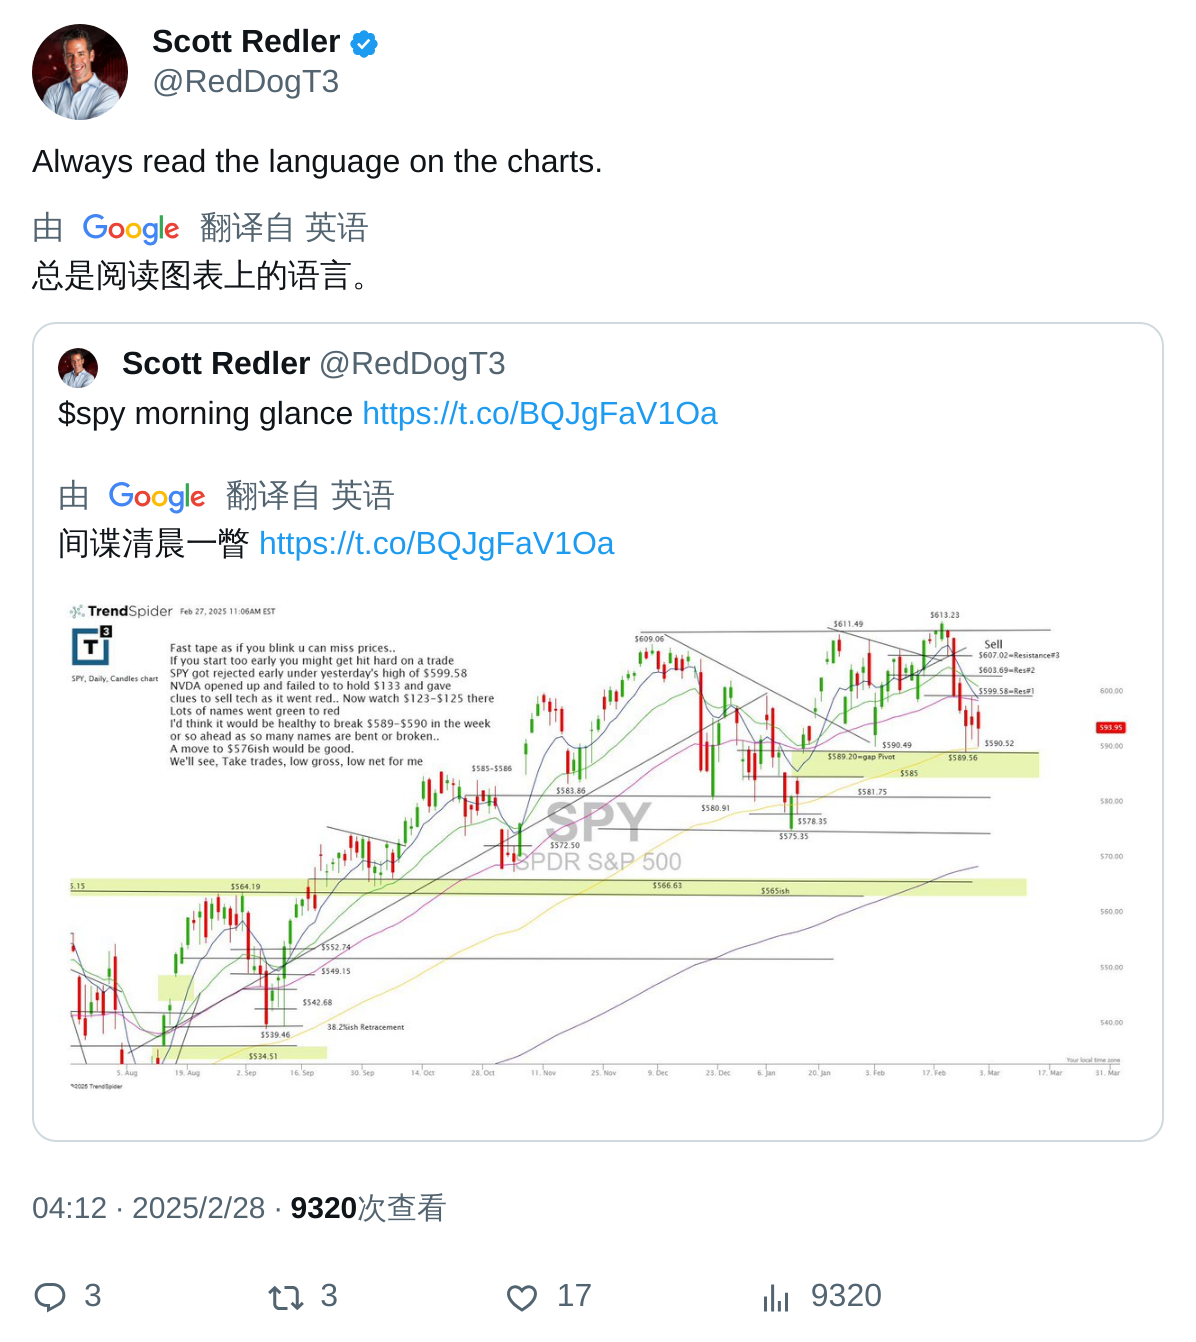 Scott Redler
@RedDogT3
Always read the language on the charts.
由 Google 翻译自 英语
总是阅读图表上的语言。
Scott Redler @RedDogT3
$spy morning glance https://t.co/BQJgFaV1Oa
由 Google 翻译自 英语
间谍清晨一瞥 https://t.co/BQJgFaV1Oa
TrendSpider Feb 27, 2025 11:06AM EST
T3
SPY, Daily, Candles chart
Fast tape as if you blink u can miss prices..
If you start too early you might get hit hard on a trade
SPY got rejected early under yesterday's high of $599.58
NVDA opened up and failed to to hold $133 and gave
clues to sell tech as it went red.. Now watch $123-$125 there
Lots of names went green to red
I'd think it would be healthy to break $589-$590 in the week
or so ahead as so many names are bent or broken..
A move to $576ish would be good.
We'll see, Take trades, low gross, low net for me
$613.23
$611.49
$609.06
Sell
$607.02=Resistance#3
$603.69=Res#2
$599.58=Res#1
600.00
593.95
$590.49
$590.52
590.00
$589.20=gap Pivot
$589.56
$585-$586
$585
$583.86
$581.75
580.00
$580.91
$578.35
$575.35
SPY
SPDR S&P 500
$572.50
570.00
5.15
$564.19
$566.63
$565ish
560.00
$552.74
550.00
$549.15
$542.68
540.00
38.2%ish Retracement
$539.46
$534.51
Your local time zone
5. Aug
19. Aug
2. Sep
16. Sep
30. Sep
14. Oct
28. Oct
11. Nov
25. Nov
9. Dec
23. Dec
6. Jan
20. Jan
3. Feb
17. Feb
3. Mar
17. Mar
31. Mar
©2025 TrendSpider
04:12 · 2025/2/28 · 9320次查看
3
3
17
9320